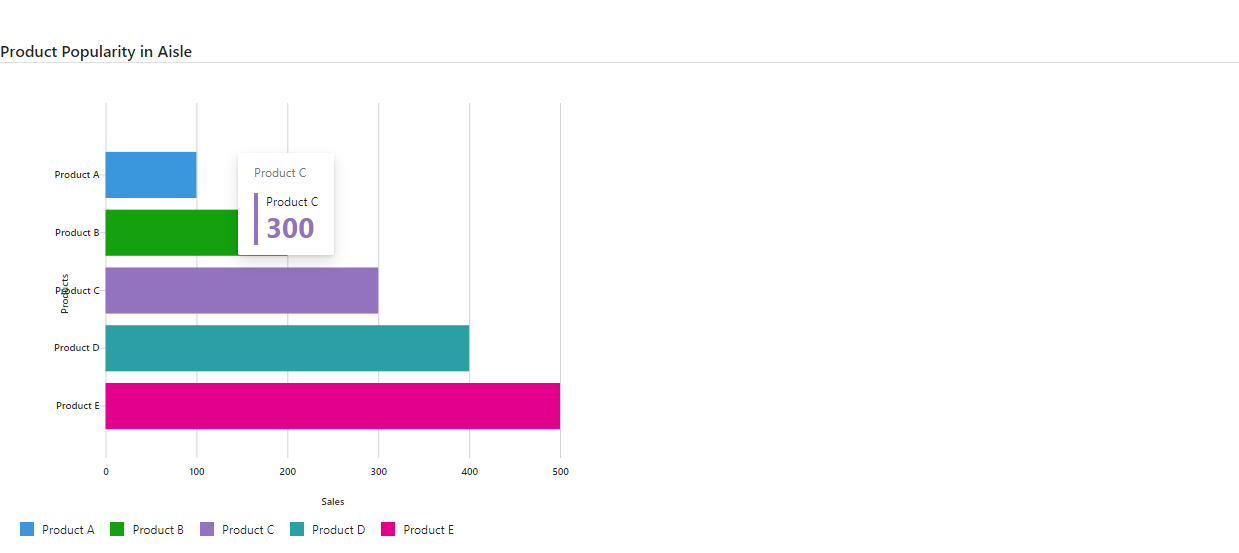 Product Popularity in Aisle
Product A
Product C
Product C
300
Product B
Products
Product C
Product D
Product E
0 100 200 300 400 500
Sales
Product A Product B Product C Product D Product E